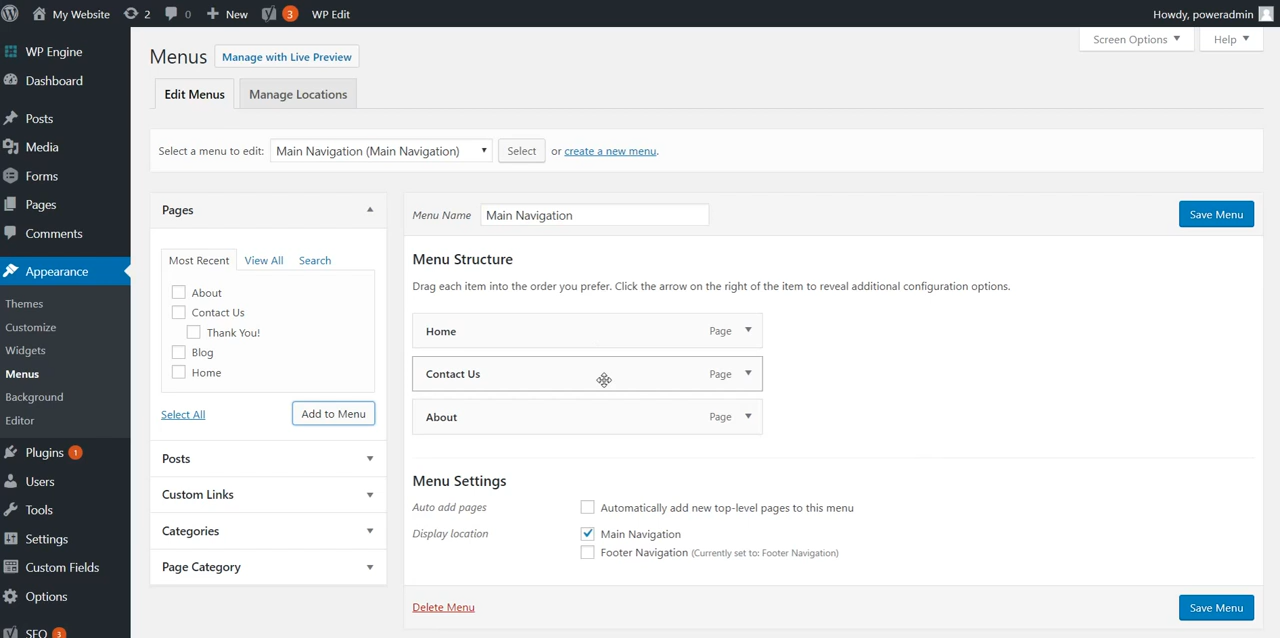 My Website 2 0 New 3 WP Edit Howdy, poweradmin
Screen Options Help
Menus Manage with Live Preview
Edit Menus Manage Locations
Select a menu to edit: Main Navigation (Main Navigation) Select or create a new menu.
WP Engine
Dashboard
Posts
Media
Forms
Pages
Comments
Appearance
Themes
Customize
Widgets
Menus
Background
Editor
Plugins 1
Users
Tools
Settings
Custom Fields
Options
SEO 3
Pages
Most Recent View All Search
About
Contact Us
Thank You!
Blog
Home
Select All Add to Menu
Posts
Custom Links
Categories
Page Category
Menu Name Main Navigation Save Menu
Menu Structure
Drag each item into the order you prefer. Click the arrow on the right of the item to reveal additional configuration options.
Home Page
Contact Us Page
About Page
Menu Settings
Auto add pages Automatically add new top-level pages to this menu
Display location Main Navigation
Footer Navigation (Currently set to: Footer Navigation)
Delete Menu Save Menu